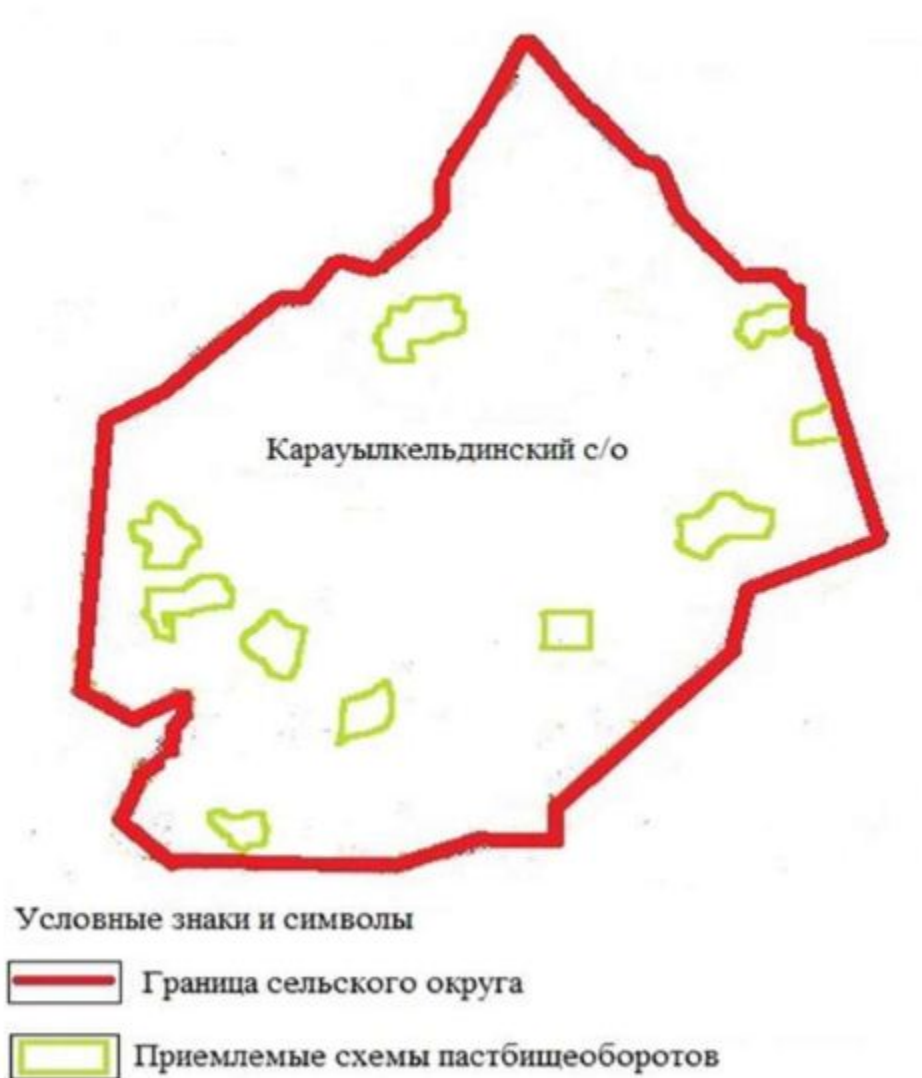 Карауылкельдинский с/о
Условные знаки и символы
Граница сельского округа
Приемлемые схемы пастбищеоборотов